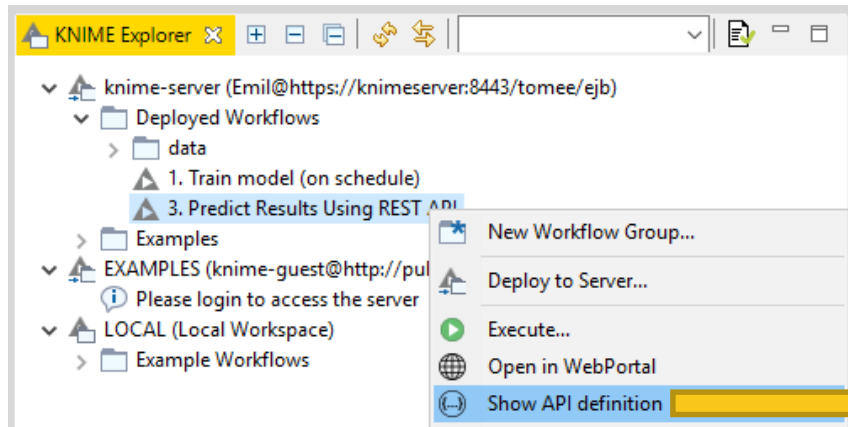 KNIME Explorer
knime-server (Emil@https://knimeserver:8443/tomee/ejb)
Deployed Workflows
data
1. Train model (on schedule)
3. Predict Results Using REST API
New Workflow Group...
Examples
EXAMPLES (knime-guest@http://pul
Deploy to Server...
Please login to access the server
LOCAL (Local Workspace)
Execute...
Example Workflows
Open in WebPortal
Show API definition